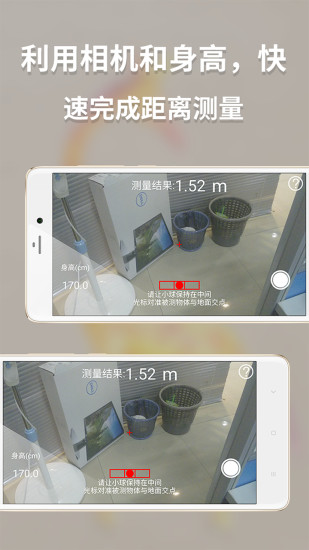 利用相机和身高，快
速完成距离测量
测量结果:1.52 m
?
身高(cm)
170.0
请让小球保持在中间
光标对准被测物体与地面交点
测量结果:1.52 m
?
身高(cm)
170.0
请让小球保持在中间
光标对准被测物体与地面交点